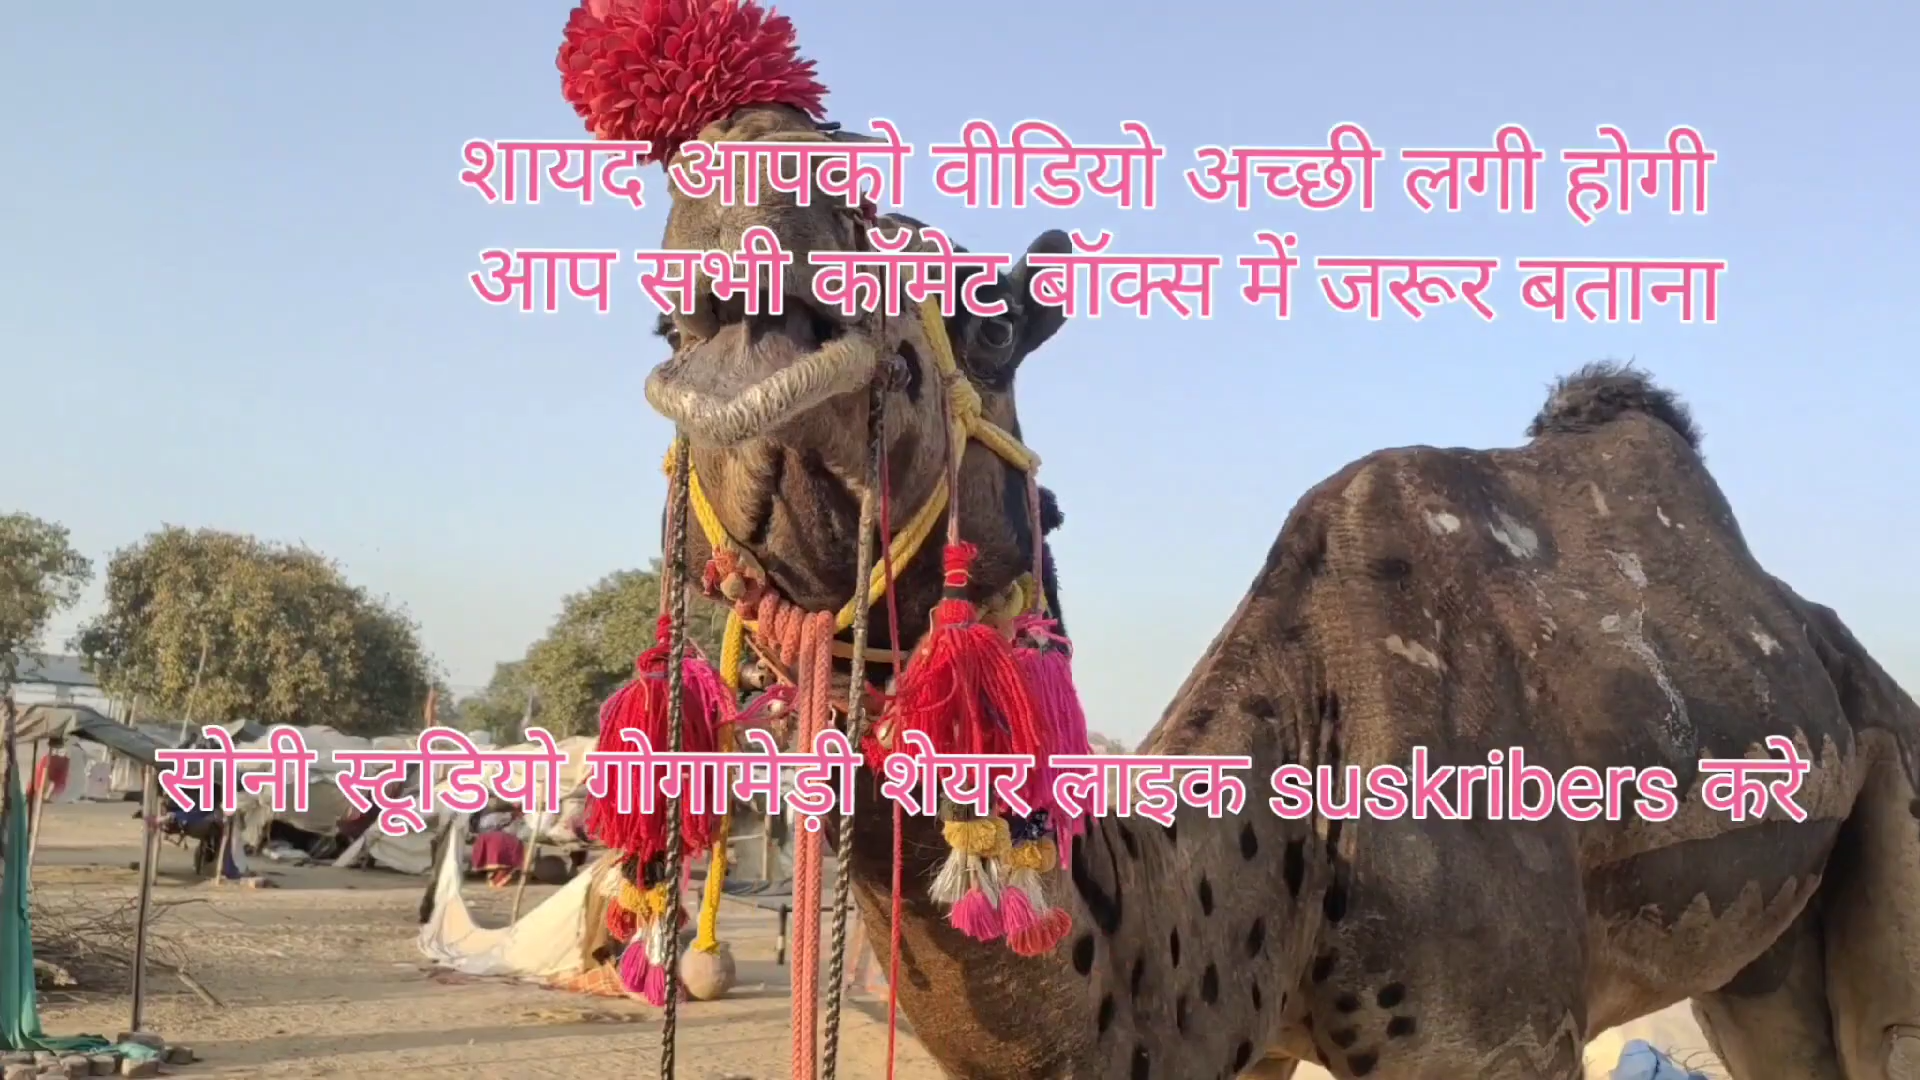 शायद आपको वीडियो अच्छी लगी होगी
आप सभी कॉमेट बॉक्स में जरूर बताना
सोनी स्टूडियो गोगामेड़ी शेयर लाइक suskribers करे